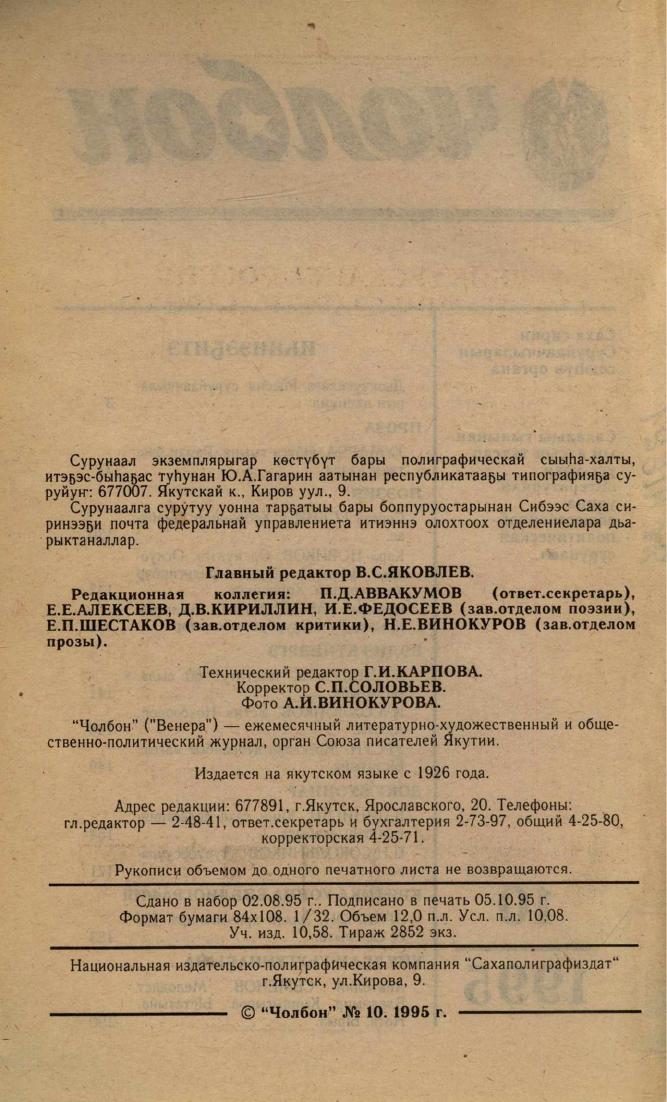 Сурунаал экземплярыгар көстүбүт бары полиграфическай сыыһа-халты,
итэҕэс-быһаҕас туһунан Ю.А.Гагарин аатынан республикатааҕы типографияҕа су-
руйуҥ: 677007. Якутскай к., Киров уул., 9.
Сурунаалга сурутуу уонна тарҕатыы бары боппуруостарынан Сибээс Саха си-
ринээҕи почта федеральнай управлениета итиэннэ олохтоох отделениелара дьа-
рыктаналлар.
Главный редактор В.С.ЯКОВЛЕВ.
Редакционная коллегия: П.Д.АВВАКУМОВ (ответ.секретарь),
Е.Е.АЛЕКСЕЕВ, Д.В.КИРИЛЛИН, И.Е.ФЕДОСЕЕВ (зав.отделом поэзии),
Е.П.ШЕСТАКОВ (зав.отделом критики), Н.Е.ВИНОКУРОВ (зав.отделом
прозы).
Технический редактор Г.И.КАРПОВА.
Корректор С.П.СОЛОВЬЕВ.
Фото А.И.ВИНОКУРОВА.
"Чолбон" ("Венера") — ежемесячный литературно-художественный и обще-
ственно-политический журнал, орган Союза писателей Якутии.
Издается на якутском языке с 1926 года.
Адрес редакции: 677891, г.Якутск, Ярославского, 20. Телефоны:
гл.редактор — 2-48-41, ответ.секретарь и бухгалтерия 2-73-97, общий 4-25-80,
корректорская 4-25-71.
Рукописи объемом до одного печатного листа не возвращаются.
Сдано в набор 02.08.95 г.. Подписано в печать 05.10.95 г.
Формат бумаги 84х108. 1/32. Объем 12,0 п.л. Усл. п.л. 10,08.
Уч. изд. 10,58. Тираж 2852 экз.
Национальная издательско-полиграфическая компания "Сахаполиграфиздат"
г.Якутск, ул.Кирова, 9.
© "Чолбон" № 10. 1995 г.